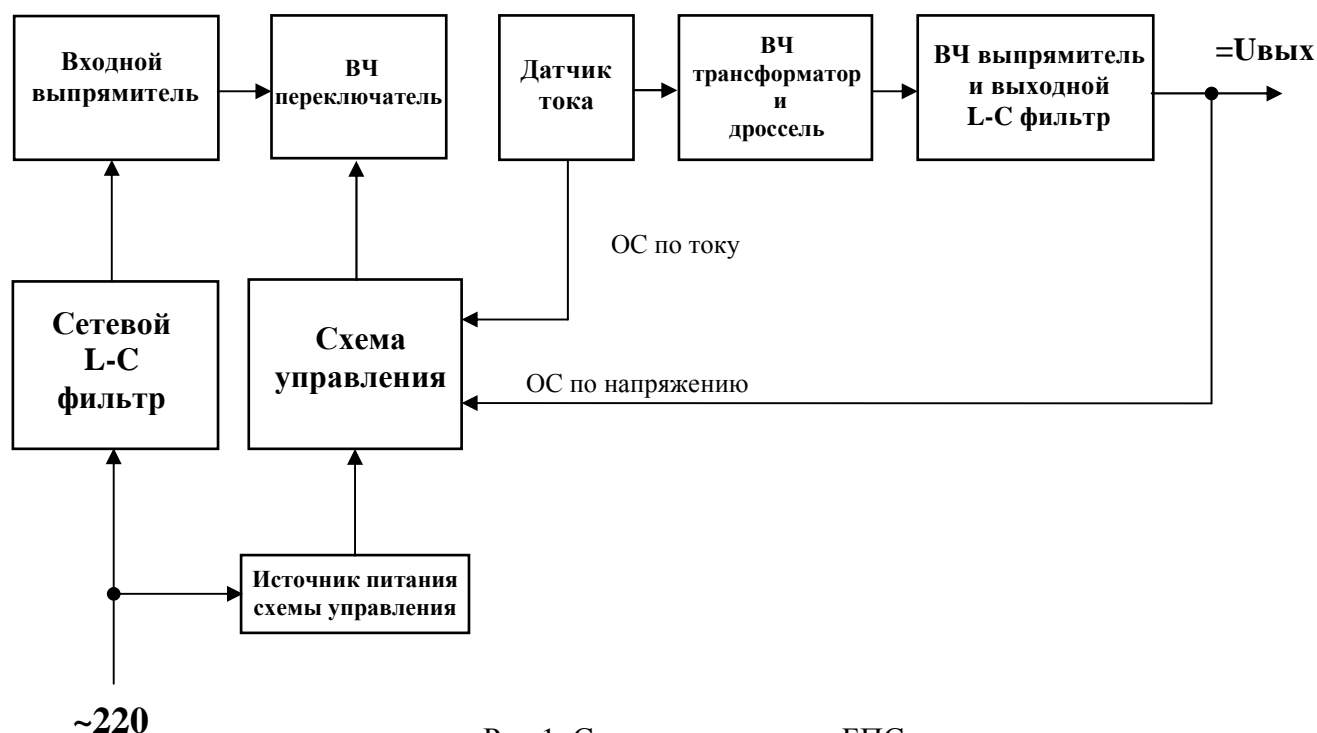 Входной
выпрямитель
ВЧ
переключатель
Датчик
тока
ВЧ
трансформатор
и
дроссель
ВЧ выпрямитель
и выходной
L-C фильтр
=Uвых
ОС по току
Сетевой
L-C
фильтр
Схема
управления
ОС по напряжению
Источник питания
схемы управления
~220